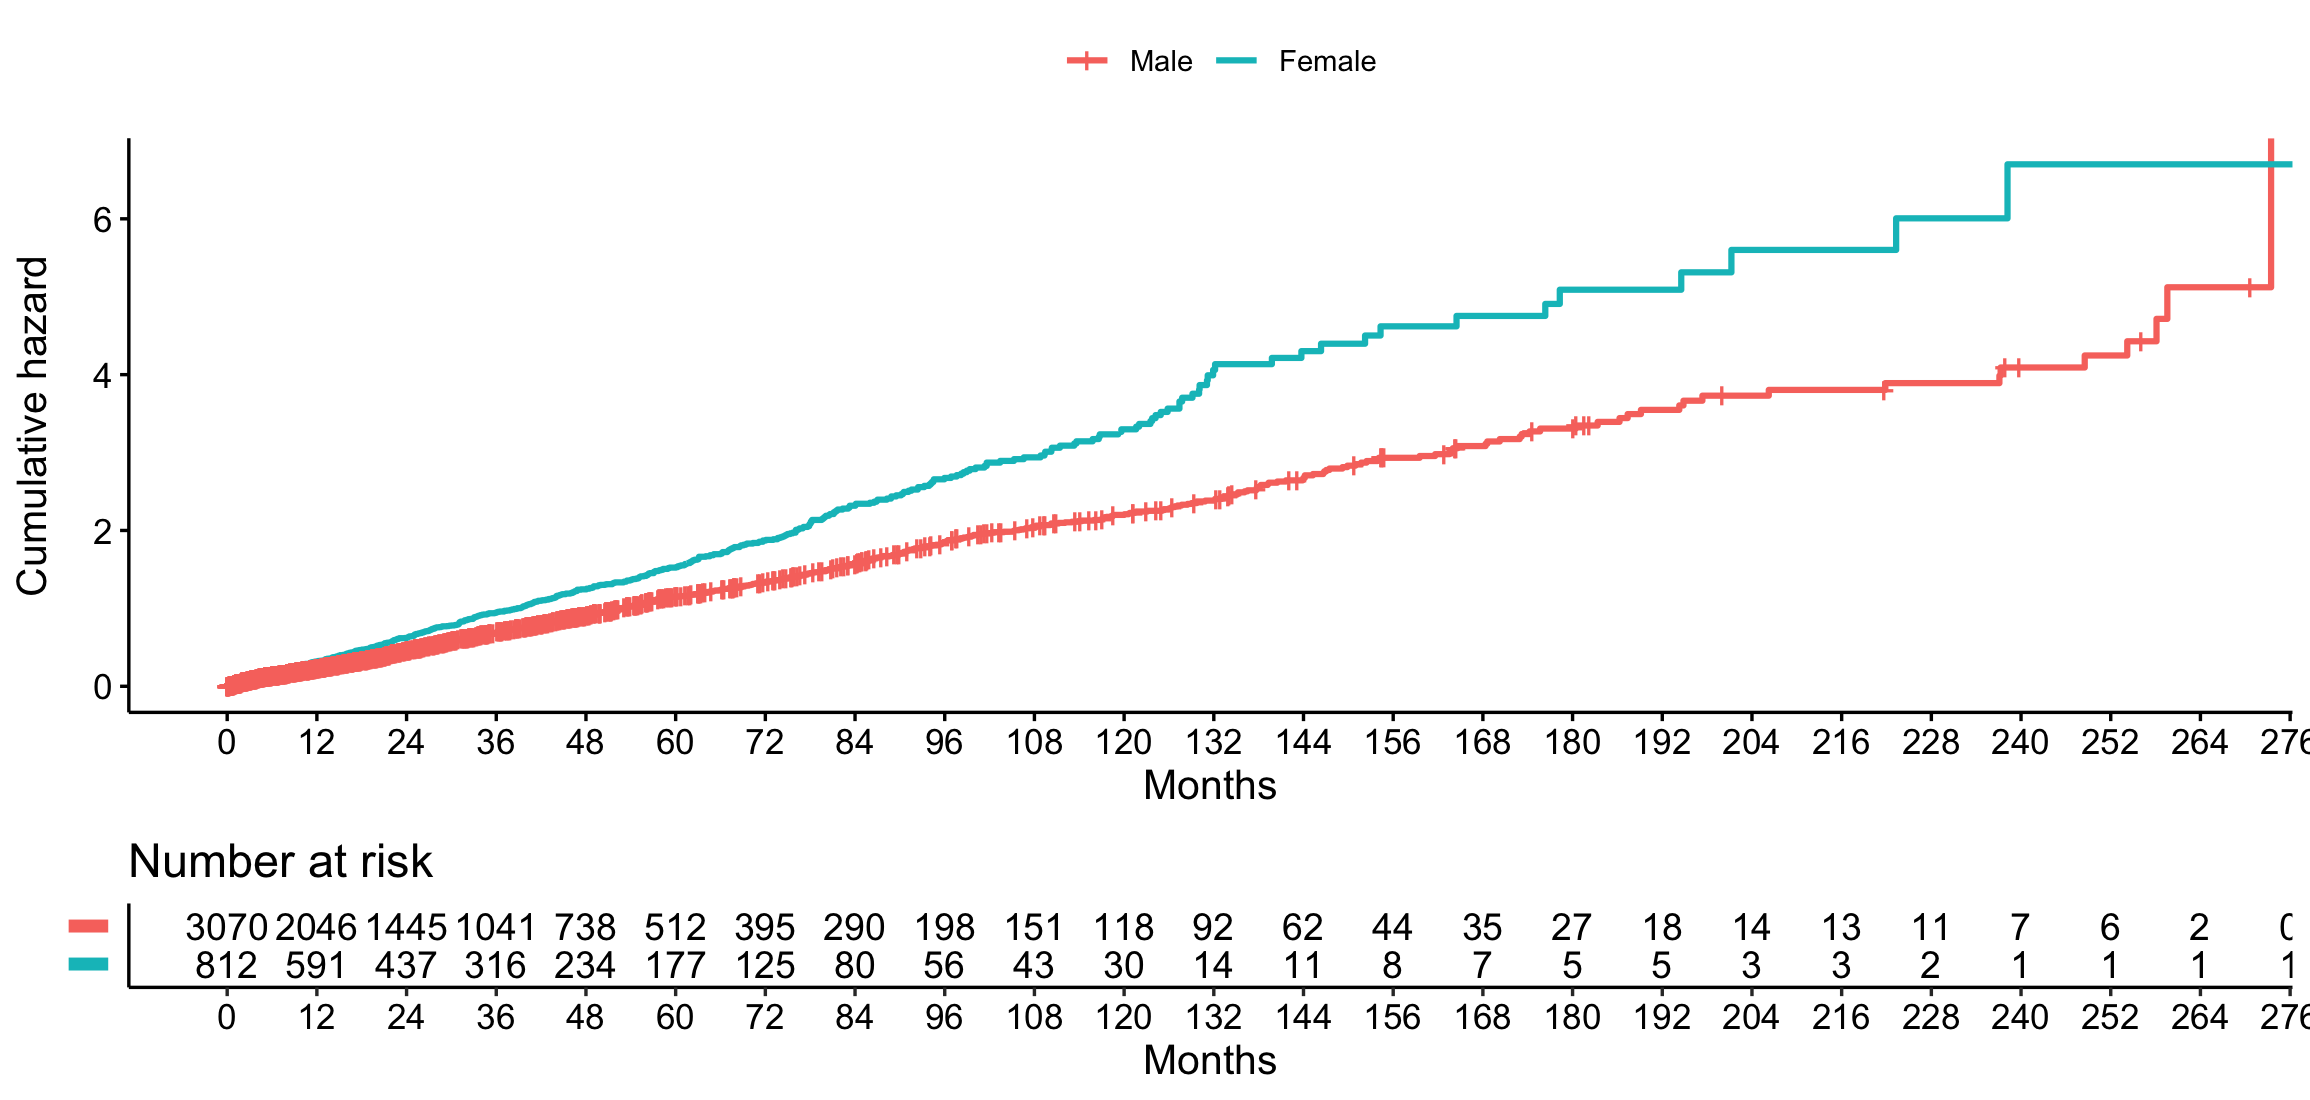 Male Female
Cumulative hazard
6
4
2
0
0 12 24 36 48 60 72 84 96 108 120 132 144 156 168 180 192 204 216 228 240 252 264 276
Months
Number at risk
3070 2046 1445 1041 738 512 395 290 198 151 118 92 62 44 35 27 18 14 13 11 7 6 2 0
812 591 437 316 234 177 125 80 56 43 30 14 11 8 7 5 5 3 3 2 1 1 1 1
0 12 24 36 48 60 72 84 96 108 120 132 144 156 168 180 192 204 216 228 240 252 264 276
Months